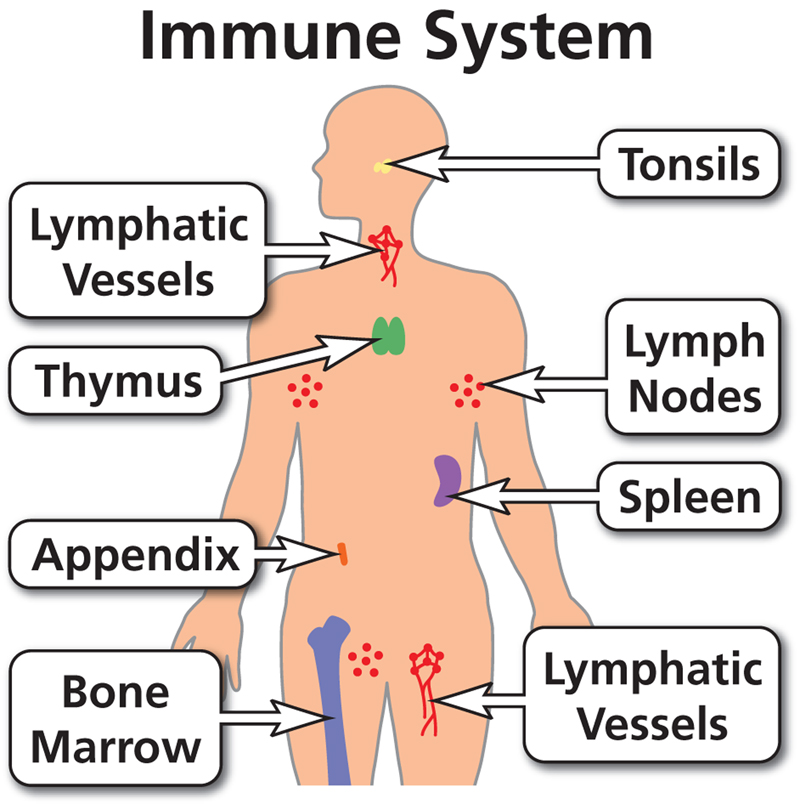 Immune System
Tonsils
Lymphatic
Vessels
Thymus
Lymph
Nodes
Spleen
Appendix
Bone
Marrow
Lymphatic
Vessels